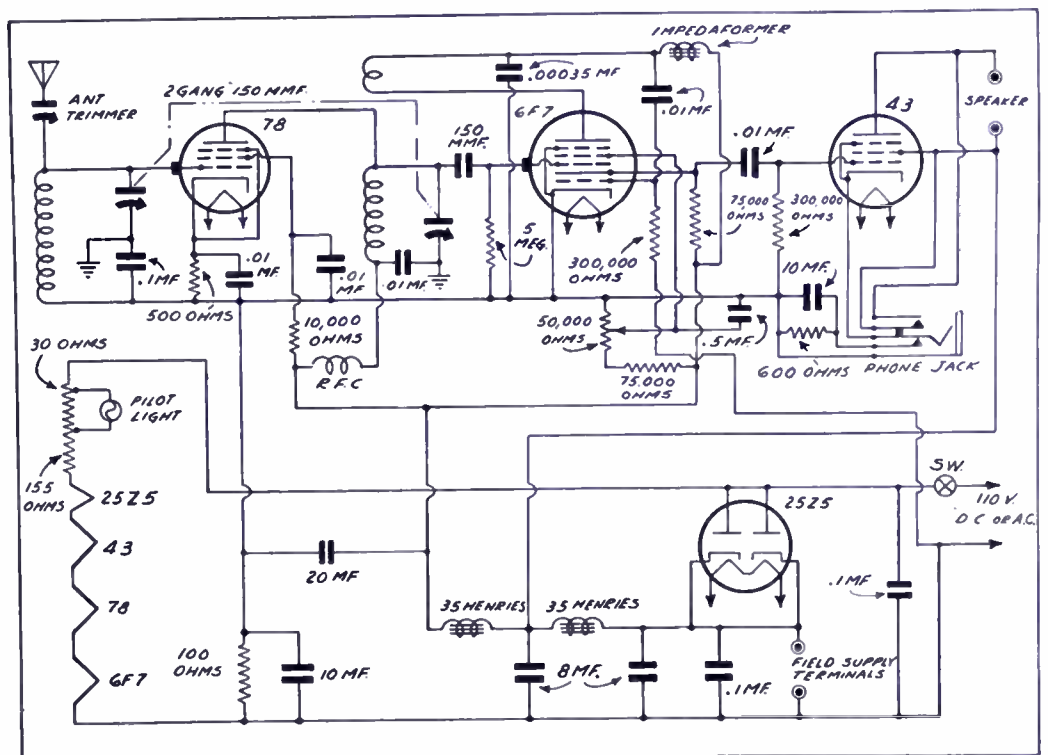 IMPEDAFORMER
ANT
TRIMMER
2 GANG 150 MMF.
78
150
MMF.
6F7
.00035 MF
.01 MF
.01 MF.
43
SPEAKER
.1 MF
.01
MF.
500 OHMS
.01
MF
.01 MF.
5
MEG.
300,000
OHMS
75,000
OHMS
300,000
OHMS
10 MF.
10,000
OHMS
R.F.C
50,000
OHMS
75,000
OHMS
.5 MF.
600 OHMS
PHONE JACK
30 OHMS
PILOT
LIGHT
155
OHMS
25Z5
43
78
6F7
20 MF
100
OHMS
10 MF.
35 HENRIES
35 HENRIES
8 MF.
.1 MF.
25Z5
FIELD SUPPLY
TERMINALS
.1 MF
SW.
110 V.
D C OR A.C.